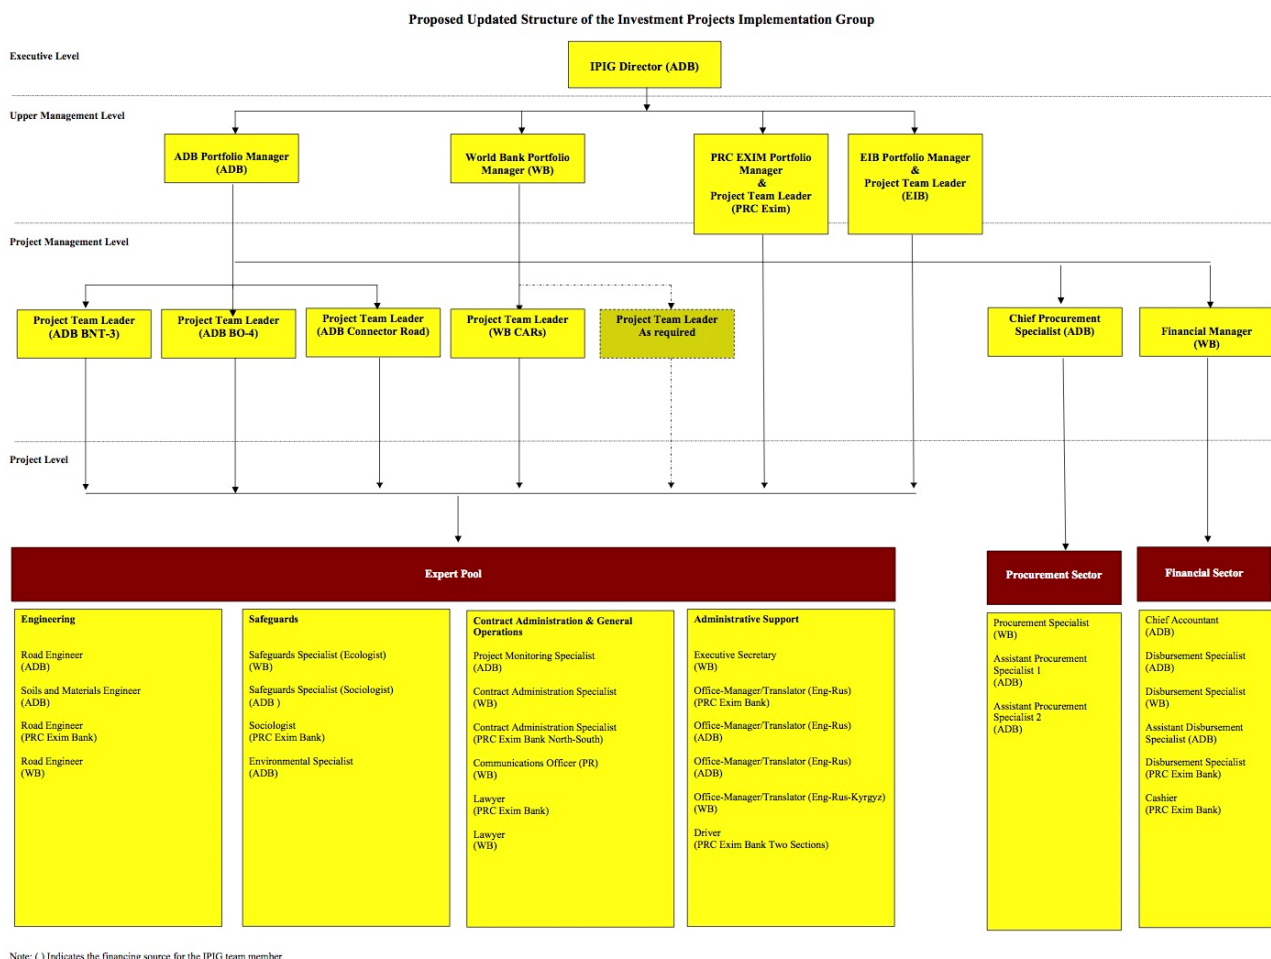 Proposed Updated Structure of the Investment Projects Implementation Group
Executive Level
IPIG Director (ADB)
Upper Management Level
ADB Portfolio Manager
(ADB)
World Bank Portfolio
Manager (WB)
PRC EXIM Portfolio
Manager
&
Project Team Leader
(PRC Exim)
EIB Portfolio Manager
&
Project Team Leader
(EIB)
Project Management Level
Project Team Leader
(ADB BNT-3)
Project Team Leader
(ADB BO-4)
Project Team Leader
(ADB Connector Road)
Project Team Leader
(WB CARs)
Project Team Leader
As required
Chief Procurement
Specialist (ADB)
Financial Manager
(WB)
Project Level
Expert Pool
Procurement Sector
Financial Sector
Engineering
Road Engineer
(ADB)
Soils and Materials Engineer
(ADB)
Road Engineer
(PRC Exim Bank)
Road Engineer
(WB)
Safeguards
Safeguards Specialist (Ecologist)
(WB)
Safeguards Specialist (Sociologist)
(ADB )
Sociologist
(PRC Exim Bank)
Environmental Specialist
(ADB)
Contract Administration & General
Operations
Project Monitoring Specialist
(ADB)
Contract Administration Specialist
(WB)
Contract Administration Specialist
(PRC Exim Bank North-South)
Communications Officer (PR)
(WB)
Lawyer
(PRC Exim Bank)
Lawyer
(WB)
Administrative Support
Executive Secretary
(WB)
Office-Manager/Translator (Eng-Rus)
(PRC Exim Bank)
Office-Manager/Translator (Eng-Rus)
(ADB)
Office-Manager/Translator (Eng-Rus)
(ADB)
Office-Manager/Translator (Eng-Rus-Kyrgyz)
(WB)
Driver
(PRC Exim Bank Two Sections)
Procurement Specialist
(WB)
Assistant Procurement
Specialist 1
(ADB)
Assistant Procurement
Specialist 2
(ADB)
Chief Accountant
(ADB)
Disbursement Specialist
(ADB)
Disbursement Specialist
(WB)
Assistant Disbursement
Specialist (ADB)
Disbursement Specialist
(PRC Exim Bank)
Cashier
(PRC Exim Bank)
Note: ( ) Indicates the financing source for the IPIG team member